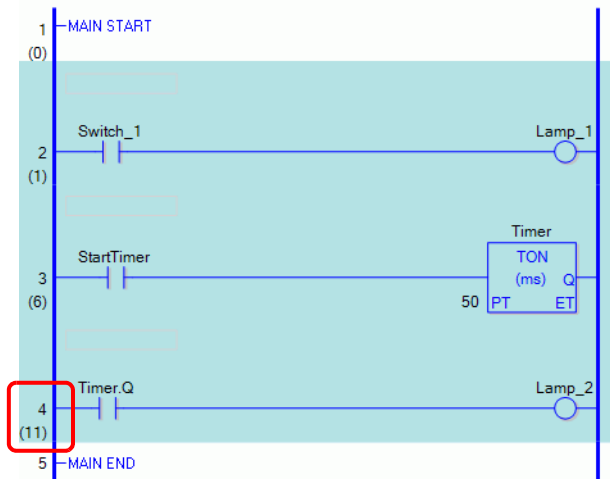 1 MAIN START
(0)
Switch_1 Lamp_1
2
(1)
Timer
StartTimer TON
3 (ms) Q
(6) 50 PT ET
Timer.Q Lamp_2
4
(11)
5 MAIN END